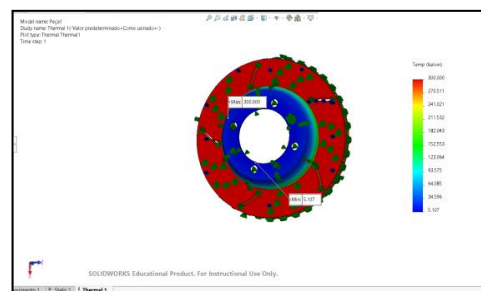 Model name: Peça1
Study name: Thermal 1(-Valor predeterminado<Como usinado>-)
Plot type: Thermal Thermal1
Time step: 1
Temp (Kelvin)
300.000
270.511
241.021
211.532
182.043
152.553
123.064
93.575
64.085
34.596
5.107
Max: 300.000
Min: 5.107
SOLIDWORKS Educational Product. For Instructional Use Only.
Static 1
Thermal 1